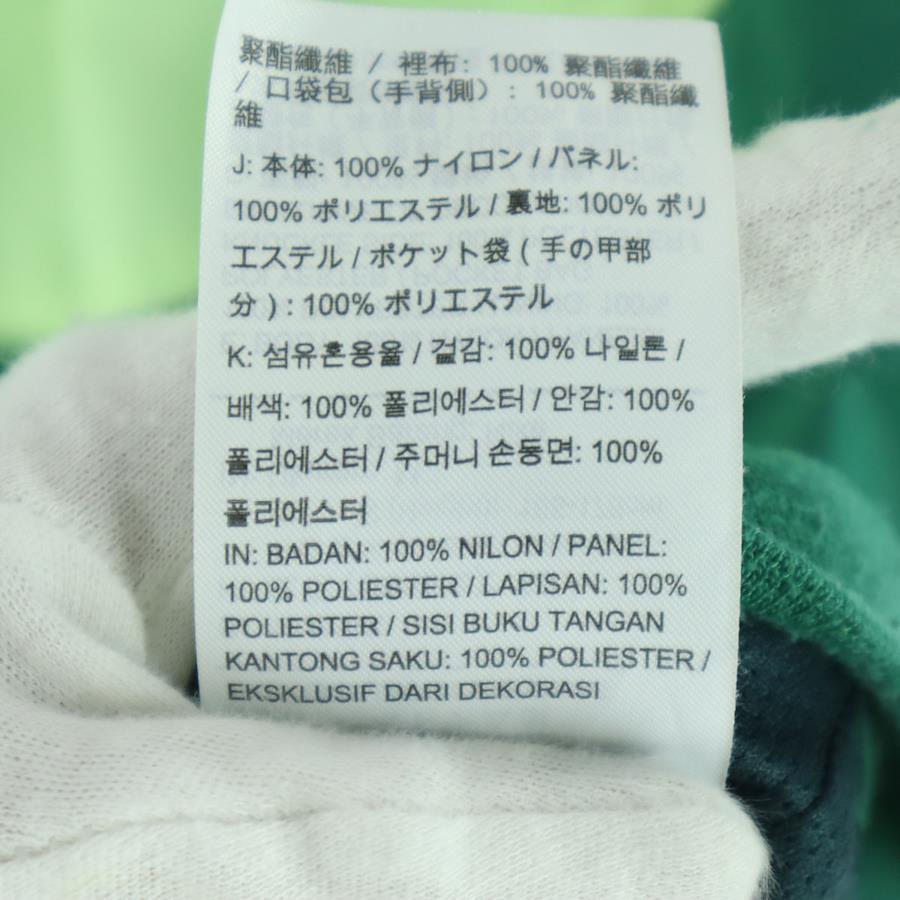 聚酯纖維 / 裡布: 100% 聚酯纖維
/ 口袋包（手背側）: 100% 聚酯纖
維
J: 本体: 100% ナイロン / パネル:
100% ポリエステル / 裏地: 100% ポリ
エステル / ポケット袋 ( 手の甲部
分 ) : 100% ポリエステル
K: 섬유혼용율 / 겉감: 100% 나일론 /
배색: 100% 폴리에스터 / 안감: 100%
폴리에스터 / 주머니 손등면: 100%
폴리에스터
IN: BADAN: 100% NILON / PANEL:
100% POLIESTER / LAPISAN: 100%
POLIESTER / SISI BUKU TANGAN
KANTONG SAKU: 100% POLIESTER /
EKSKLUSIF DARI DEKORASI